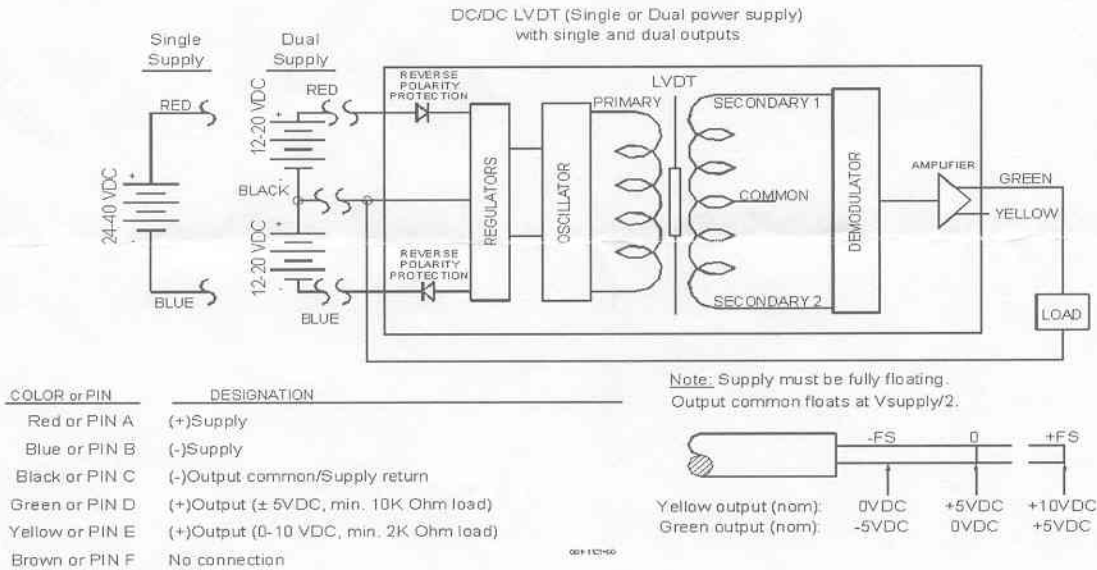 DC/DC LVDT (Single or Dual power supply)
with single and dual outputs
Single
Supply
Dual
Supply
RED
BLUE
24-40 VDC
+
-
12-20 VDC
+
-
12-20 VDC
+
-
RED
BLACK
BLUE
REVERSE
POLARITY
PROTECTION
REVERSE
POLARITY
PROTECTION
REGULATORS
OSCILLATOR
PRIMARY
LVDT
SECONDARY 1
COMMON
SECONDARY 2
DEMODULATOR
AMPLIFIER
GREEN
YELLOW
LOAD
COLOR or PIN DESIGNATION
Red or PIN A (+)Supply
Blue or PIN B (-)Supply
Black or PIN C (-)Output common/Supply return
Green or PIN D (+)Output (± 5VDC, min. 10K Ohm load)
Yellow or PIN E (+)Output (0-10 VDC, min. 2K Ohm load)
Brown or PIN F No connection
Note: Supply must be fully floating.
Output common floats at Vsupply/2.
-FS 0 +FS
Yellow output (nom): 0VDC +5VDC +10VDC
Green output (nom): -5VDC 0VDC +5VDC